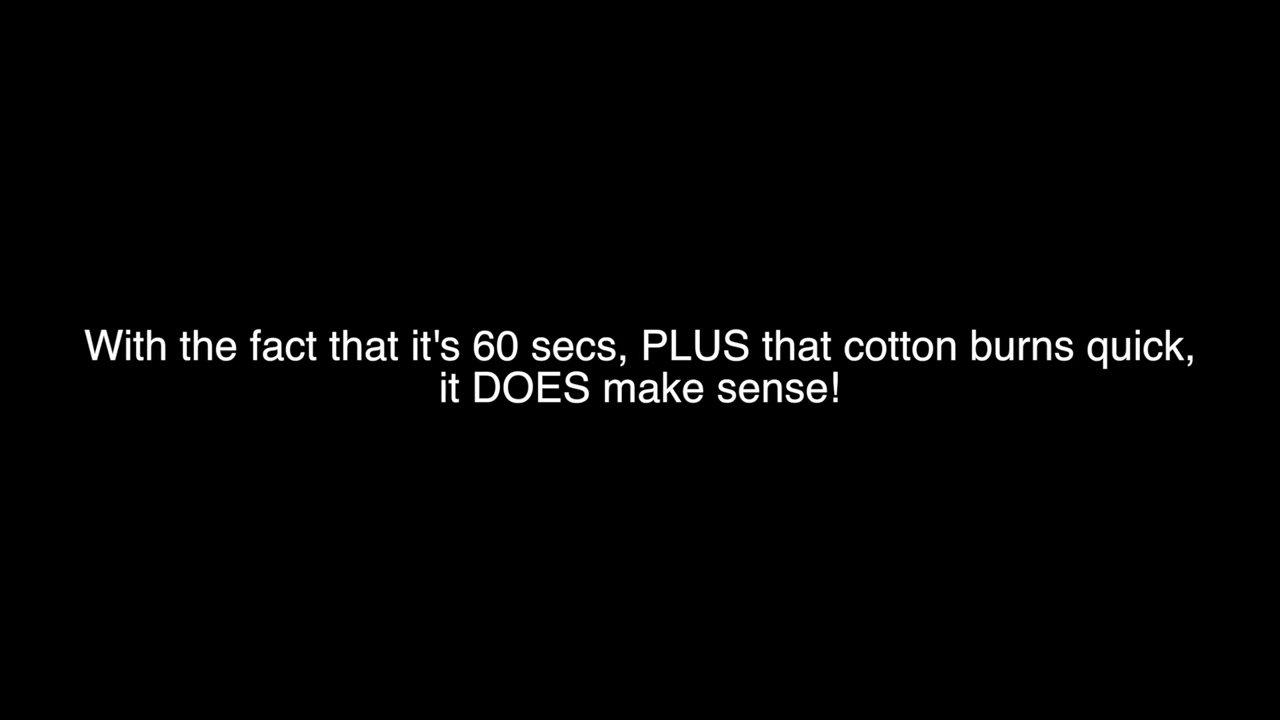 With the fact that it's 60 secs, PLUS that cotton burns quick,
it DOES make sense!